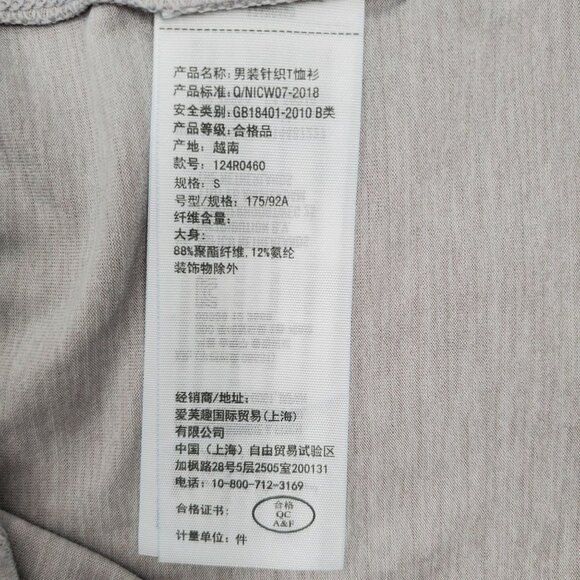 产品名称: 男装针织T恤衫
产品标准: Q/NICW07-2018
安全类别: GB18401-2010 B类
产品等级: 合格品
产地: 越南
款号: 124R0460
规格: S
号型/规格: 175/92A
纤维含量:
大身:
88%聚酯纤维, 12%氨纶
装饰物除外
经销商/地址:
爱芙趣国际贸易(上海)
有限公司
中国（上海）自由贸易试验区
加枫路28号5层2505室200131
电话: 10-800-712-3169
合格证书:
合格
QC
A&F
计量单位: 件